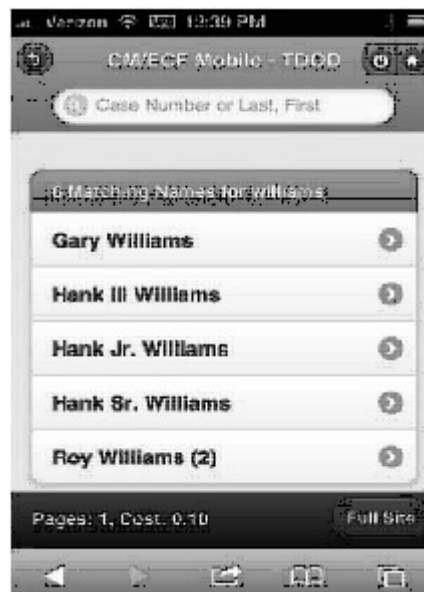 Verizon 12:39 PM
CM/ECF Mobile - TDOD
Case Number or Last, First
6 Matching Names for williams
Gary Williams
Hank III Williams
Hank Jr. Williams
Hank Sr. Williams
Roy Williams (2)
Pages: 1, Cost: 0.10
Full Site